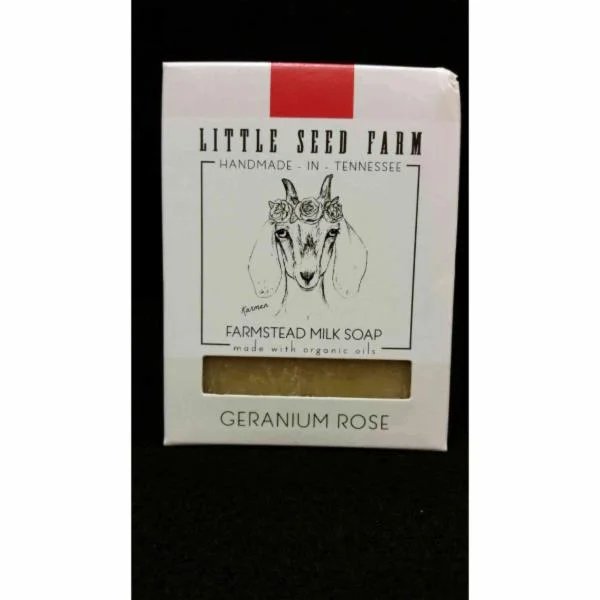 LITTLE SEED FARM
HANDMADE - IN - TENNESSEE
Karmen
FARMSTEAD MILK SOAP
made with organic oils
GERANIUM ROSE